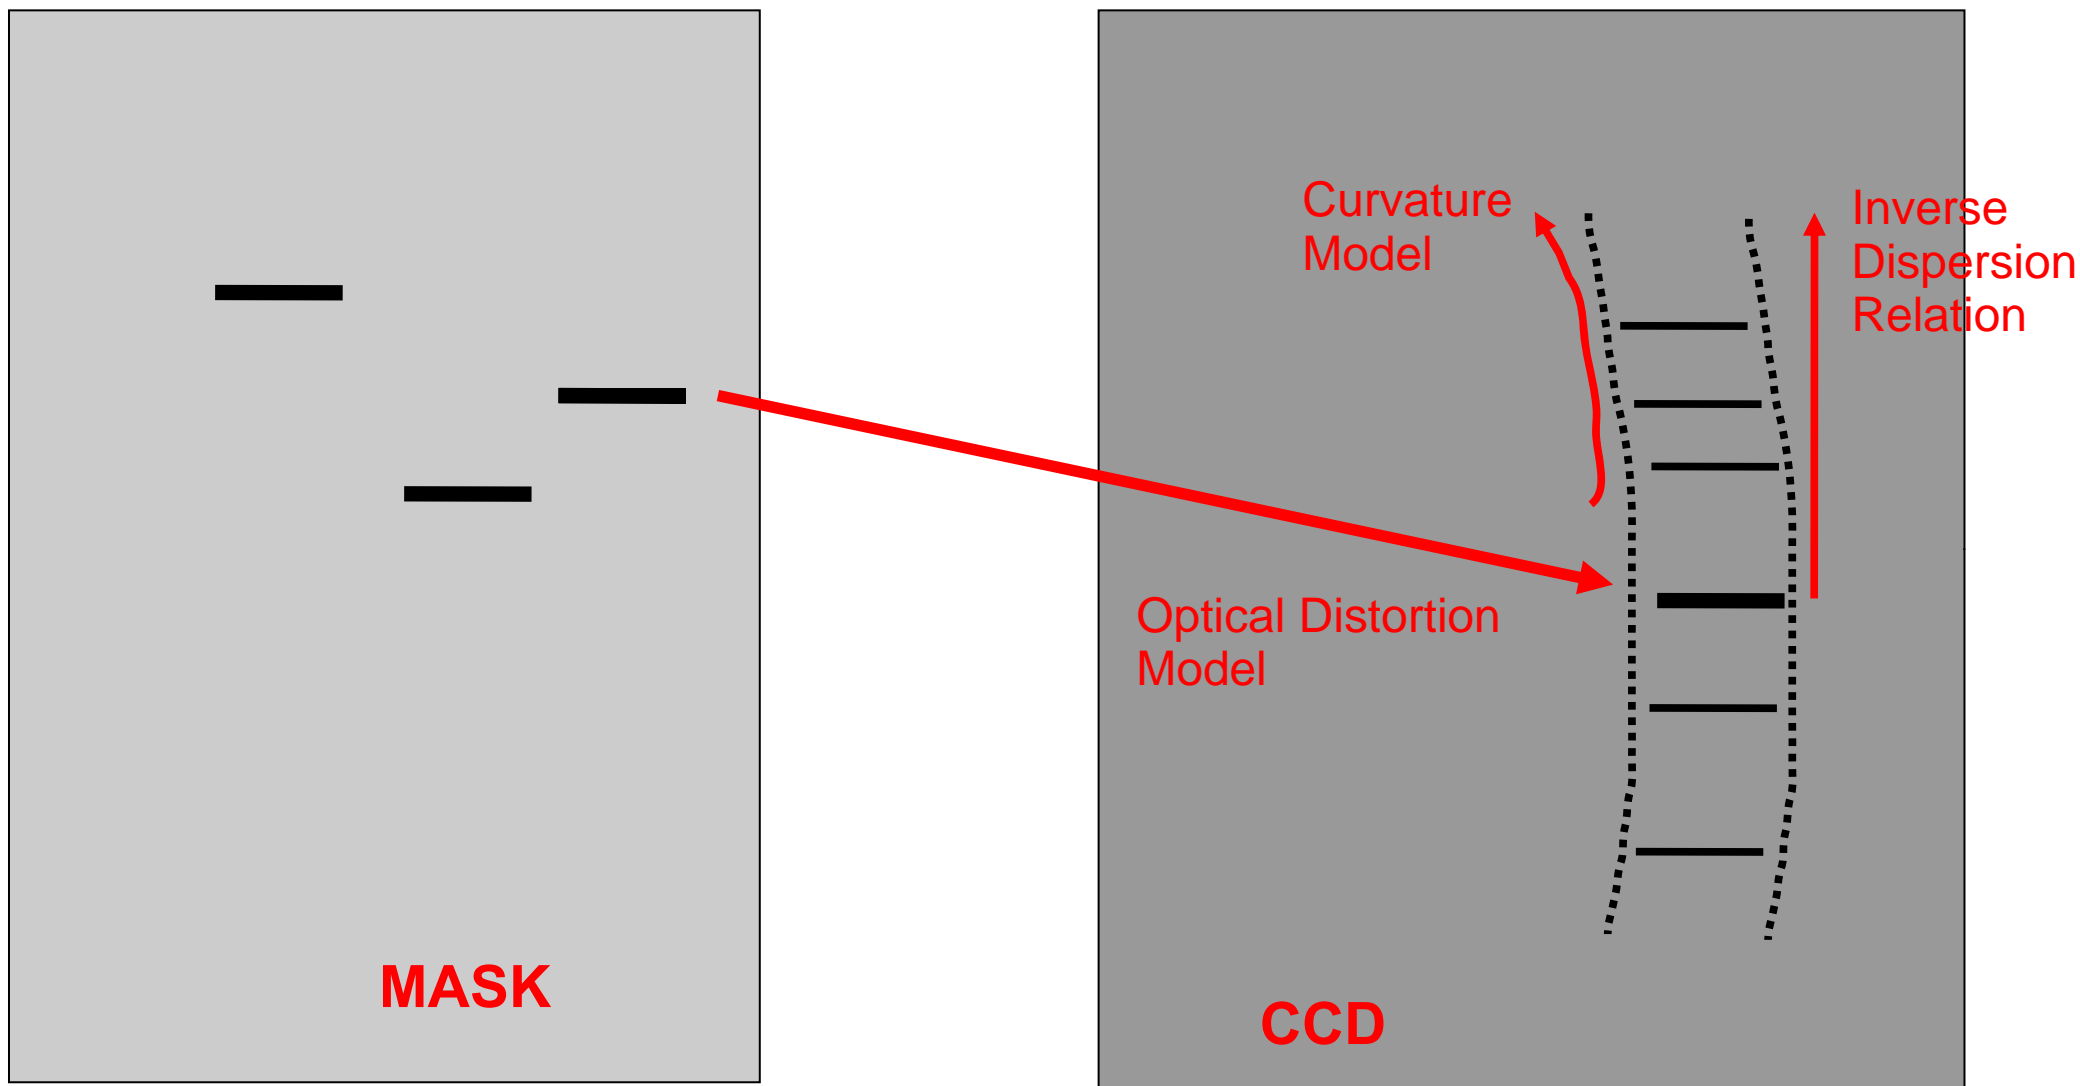 Curvature
Model
Inverse
Dispersion
Relation
Optical Distortion
Model
MASK
CCD